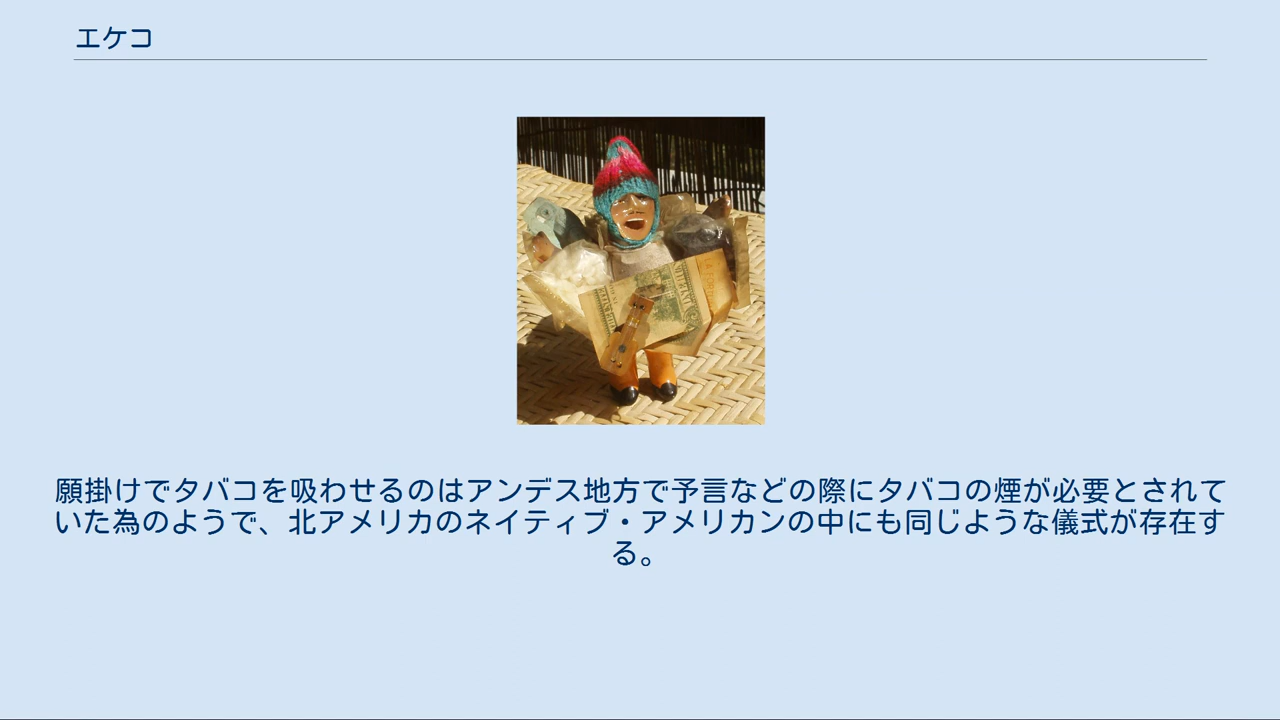 エケコ
願掛けでタバコを吸わせるのはアンデス地方で予言などの際にタバコの煙が必要とされて
いた為のようで、北アメリカのネイティブ・アメリカンの中にも同じような儀式が存在す
る。